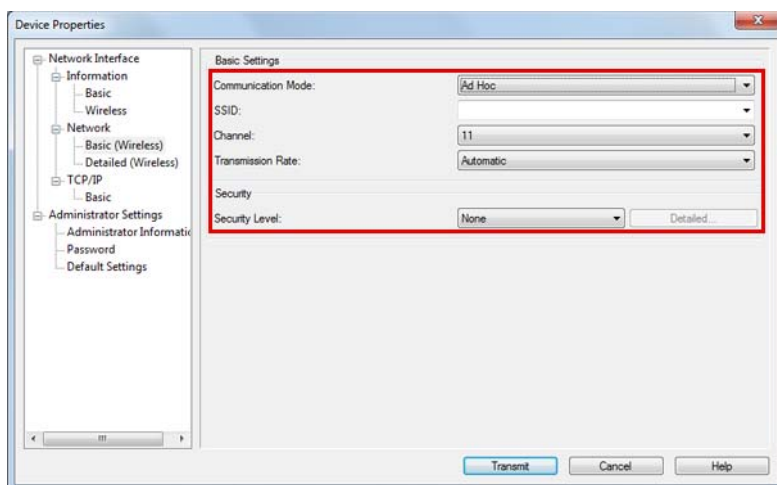 Device Properties
Network Interface
Information
Basic
Wireless
Network
Basic (Wireless)
Detailed (Wireless)
TCP/IP
Basic
Administrator Settings
Administrator Informatic
Password
Default Settings
Basic Settings
Communication Mode: Ad Hoc
SSID:
Channel: 11
Transmission Rate: Automatic
Security
Security Level: None Detailed...
Transmit Cancel Help